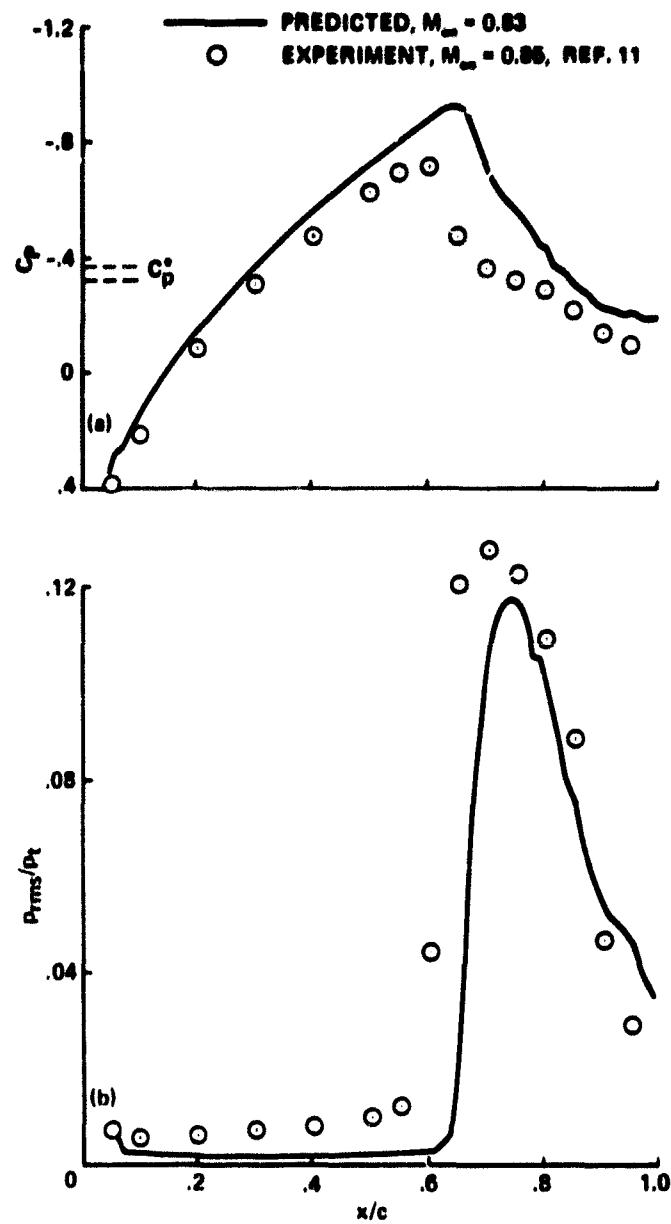 PREDICTED, M∞ = 0.83
EXPERIMENT, M∞ = 0.85, REF. 11
-1.2
-.8
-.4
0
.4
Cp
Cp*
(a)
.12
.08
.04
0
prms/pt
(b)
0 .2 .4 .6 .8 1.0
x/c